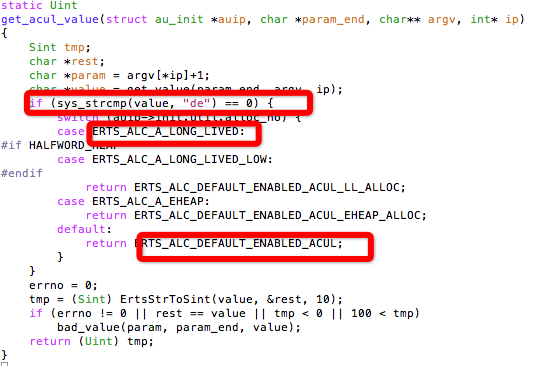 static Uint
get_acul_value(struct au_init *auip, char *param_end, char** argv, int* ip)
{
    Sint tmp;
    char *rest;
    char *param = argv[*ip]+1;
    char *value = get_value(param_end, argv, ip);
    if (sys_strcmp(value, "de") == 0) {
        switch (auip->init.util.alloc_no) {
        case ERTS_ALC_A_LONG_LIVED:
#if HALFWORD_HEAP
        case ERTS_ALC_A_LONG_LIVED_LOW:
#endif
            return ERTS_ALC_DEFAULT_ENABLED_ACUL_LL_ALLOC;
        case ERTS_ALC_A_EHEAP:
            return ERTS_ALC_DEFAULT_ENABLED_ACUL_EHEAP_ALLOC;
        default:
            return ERTS_ALC_DEFAULT_ENABLED_ACUL;
        }
    }
    errno = 0;
    tmp = (Sint) ErtsStrToSint(value, &rest, 10);
    if (errno != 0 || rest == value || tmp < 0 || 100 < tmp)
        bad_value(param, param_end, value);
    return (Uint) tmp;
}